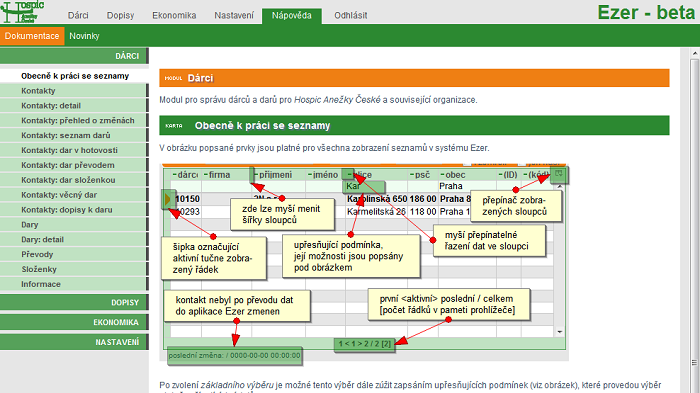 Hospic
Anežky
České
Dárci Dopisy Ekonomika Nastavení Nápověda Odhlásit
Ezer - beta
Dokumentace Novinky
DÁRCI
Obecně k práci se seznamy
Kontakty
Kontakty: detail
Kontakty: přehled o změnách
Kontakty: seznam darů
Kontakty: dar v hotovosti
Kontakty: dar převodem
Kontakty: dar složenkou
Kontakty: věcný dar
Kontakty: dopisy k daru
Dary
Dary: detail
Převody
Složenky
Informace
DOPISY
EKONOMIKA
NASTAVENÍ
MODUL Dárci
Modul pro správu dárců a darů pro Hospic Anežky České a související organizace.
KARTA Obecně k práci se seznamy
V obrázku popsané prvky jsou platné pro všechna zobrazení seznamů v systému Ezer.
dárc firma příjmení jméno ulice psč obec (ID) (kód)
Kar Praha
10150 Karolinská 650 186 00 Praha 8
10293 Karmelitská 26 118 00 Praha 1
zde lze myší menit
šířky sloupců
přepínač zobra-
zených sloupců
šipka označující
aktivní tučne zobra-
zený řádek
upřesňující podmínka,
její možnosti jsou popsány
pod obrázkem
myší přepínatelné
řazení dat ve sloupci
kontakt nebyl po převodu dat
do aplikace Ezer zmenen
první <aktivní> poslední / celkem
[počet řádků v pameti prohlížeče]
1 < 1 > 2 / 2 [2]
poslední změna: / 0000-00-00 00:00:00
Po zvolení základního výběru je možné tento výběr dále zúžit zapsáním upřesňujících podmínek (viz obrázek), které provedou výběr